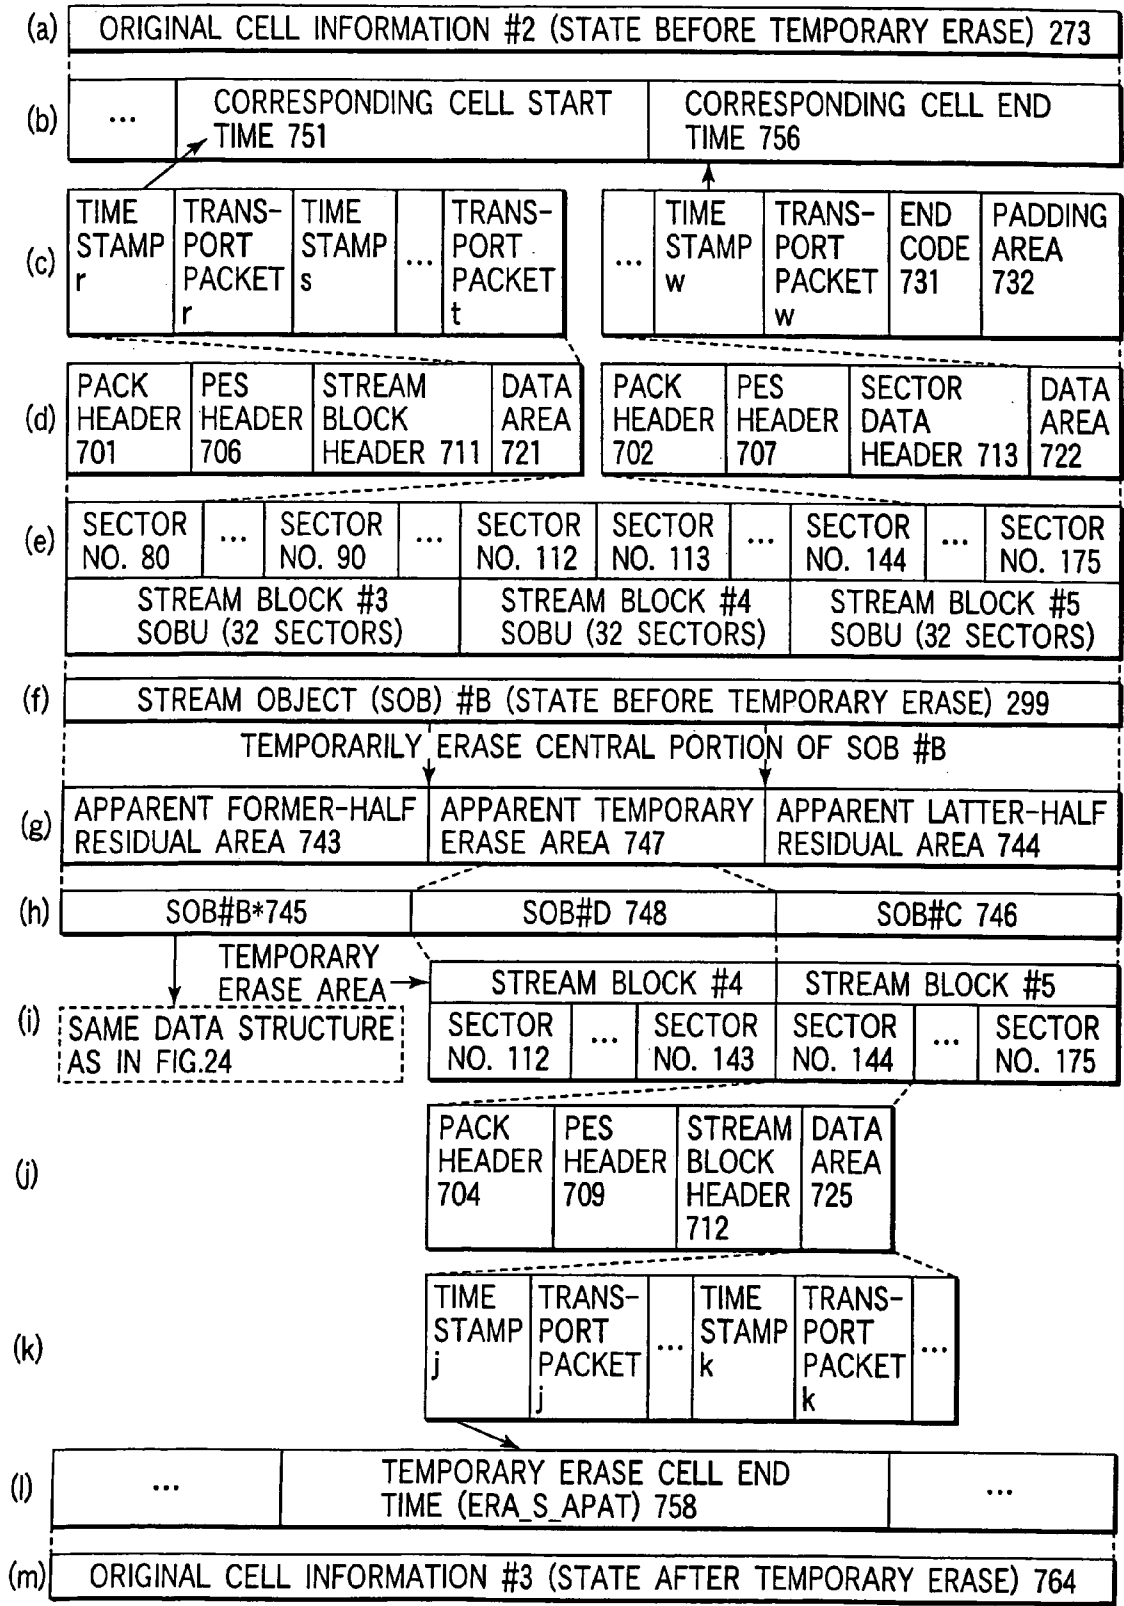 (a) ORIGINAL CELL INFORMATION #2 (STATE BEFORE TEMPORARY ERASE) 273
(b) ... CORRESPONDING CELL START TIME 751 CORRESPONDING CELL END TIME 756
(c) TIME STAMP r TRANS-PORT PACKET r TIME STAMP s ... TRANS-PORT PACKET t ... TIME STAMP w TRANS-PORT PACKET w END CODE 731 PADDING AREA 732
(d) PACK HEADER 701 PES HEADER 706 STREAM BLOCK HEADER 711 DATA AREA 721 PACK HEADER 702 PES HEADER 707 SECTOR DATA HEADER 713 DATA AREA 722
(e) SECTOR NO. 80 ... SECTOR NO. 90 ... SECTOR NO. 112 SECTOR NO. 113 ... SECTOR NO. 144 ... SECTOR NO. 175
STREAM BLOCK #3 SOBU (32 SECTORS) STREAM BLOCK #4 SOBU (32 SECTORS) STREAM BLOCK #5 SOBU (32 SECTORS)
(f) STREAM OBJECT (SOB) #B (STATE BEFORE TEMPORARY ERASE) 299
TEMPORARILY ERASE CENTRAL PORTION OF SOB #B
(g) APPARENT FORMER-HALF RESIDUAL AREA 743 APPARENT TEMPORARY ERASE AREA 747 APPARENT LATTER-HALF RESIDUAL AREA 744
(h) SOB#B*745 SOB#D 748 SOB#C 746
TEMPORARY ERASE AREA STREAM BLOCK #4 STREAM BLOCK #5
(i) SAME DATA STRUCTURE AS IN FIG.24 SECTOR NO. 112 ... SECTOR NO. 143 SECTOR NO. 144 ... SECTOR NO. 175
(j) PACK HEADER 704 PES HEADER 709 STREAM BLOCK HEADER 712 DATA AREA 725
(k) TIME STAMP j TRANS-PORT PACKET j ... TIME STAMP k TRANS-PORT PACKET k ...
(l) ... TEMPORARY ERASE CELL END TIME (ERA_S_APAT) 758 ...
(m) ORIGINAL CELL INFORMATION #3 (STATE AFTER TEMPORARY ERASE) 764